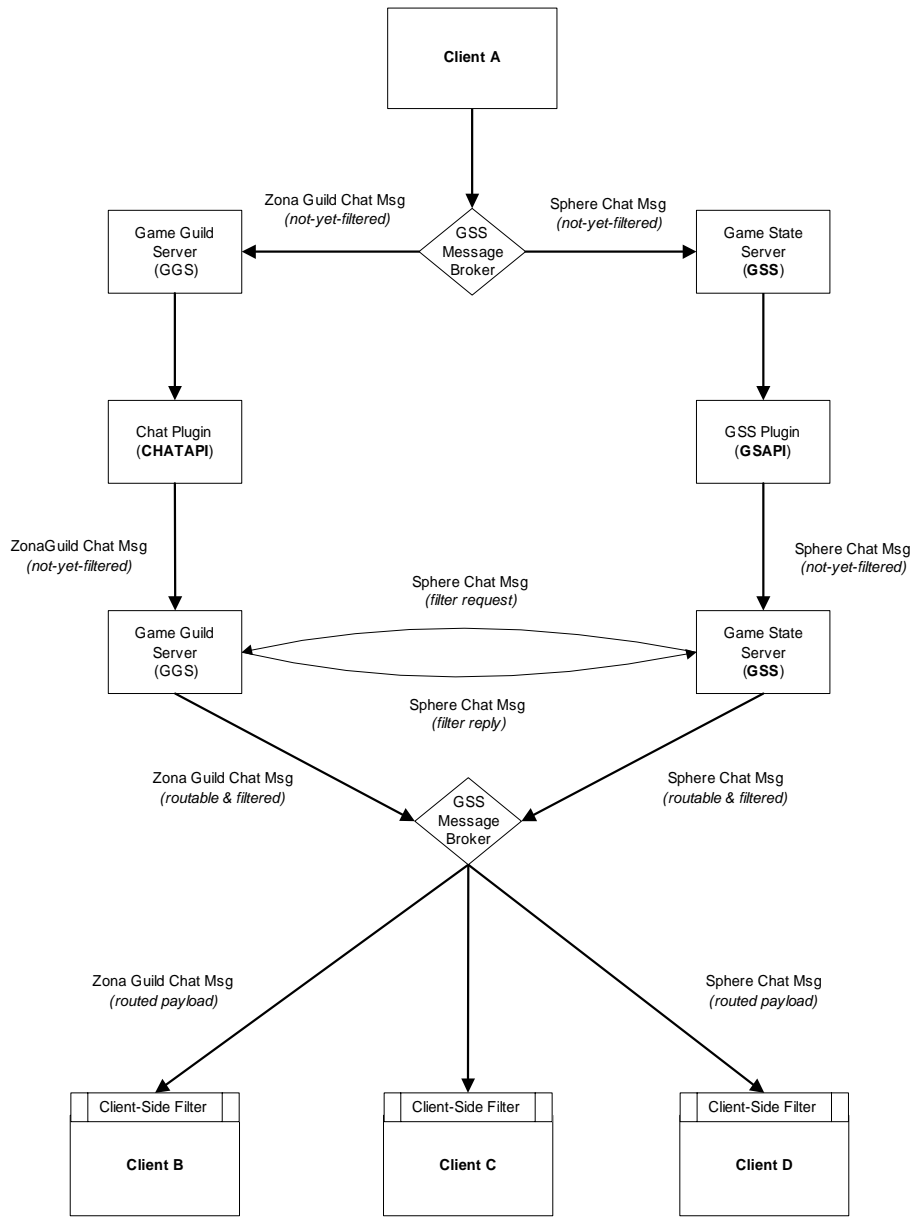 Client A
Zona Guild Chat Msg
(not-yet-filtered)
Sphere Chat Msg
(not-yet-filtered)
Game Guild
Server
(GGS)
GSS
Message
Broker
Game State
Server
(GSS)
Chat Plugin
(CHATAPI)
GSS Plugin
(GSAPI)
ZonaGuild Chat Msg
(not-yet-filtered)
Sphere Chat Msg
(not-yet-filtered)
Sphere Chat Msg
(filter request)
Game Guild
Server
(GGS)
Game State
Server
(GSS)
Sphere Chat Msg
(filter reply)
Zona Guild Chat Msg
(routable & filtered)
Sphere Chat Msg
(routable & filtered)
GSS
Message
Broker
Zona Guild Chat Msg
(routed payload)
Sphere Chat Msg
(routed payload)
Client-Side Filter
Client B
Client-Side Filter
Client C
Client-Side Filter
Client D